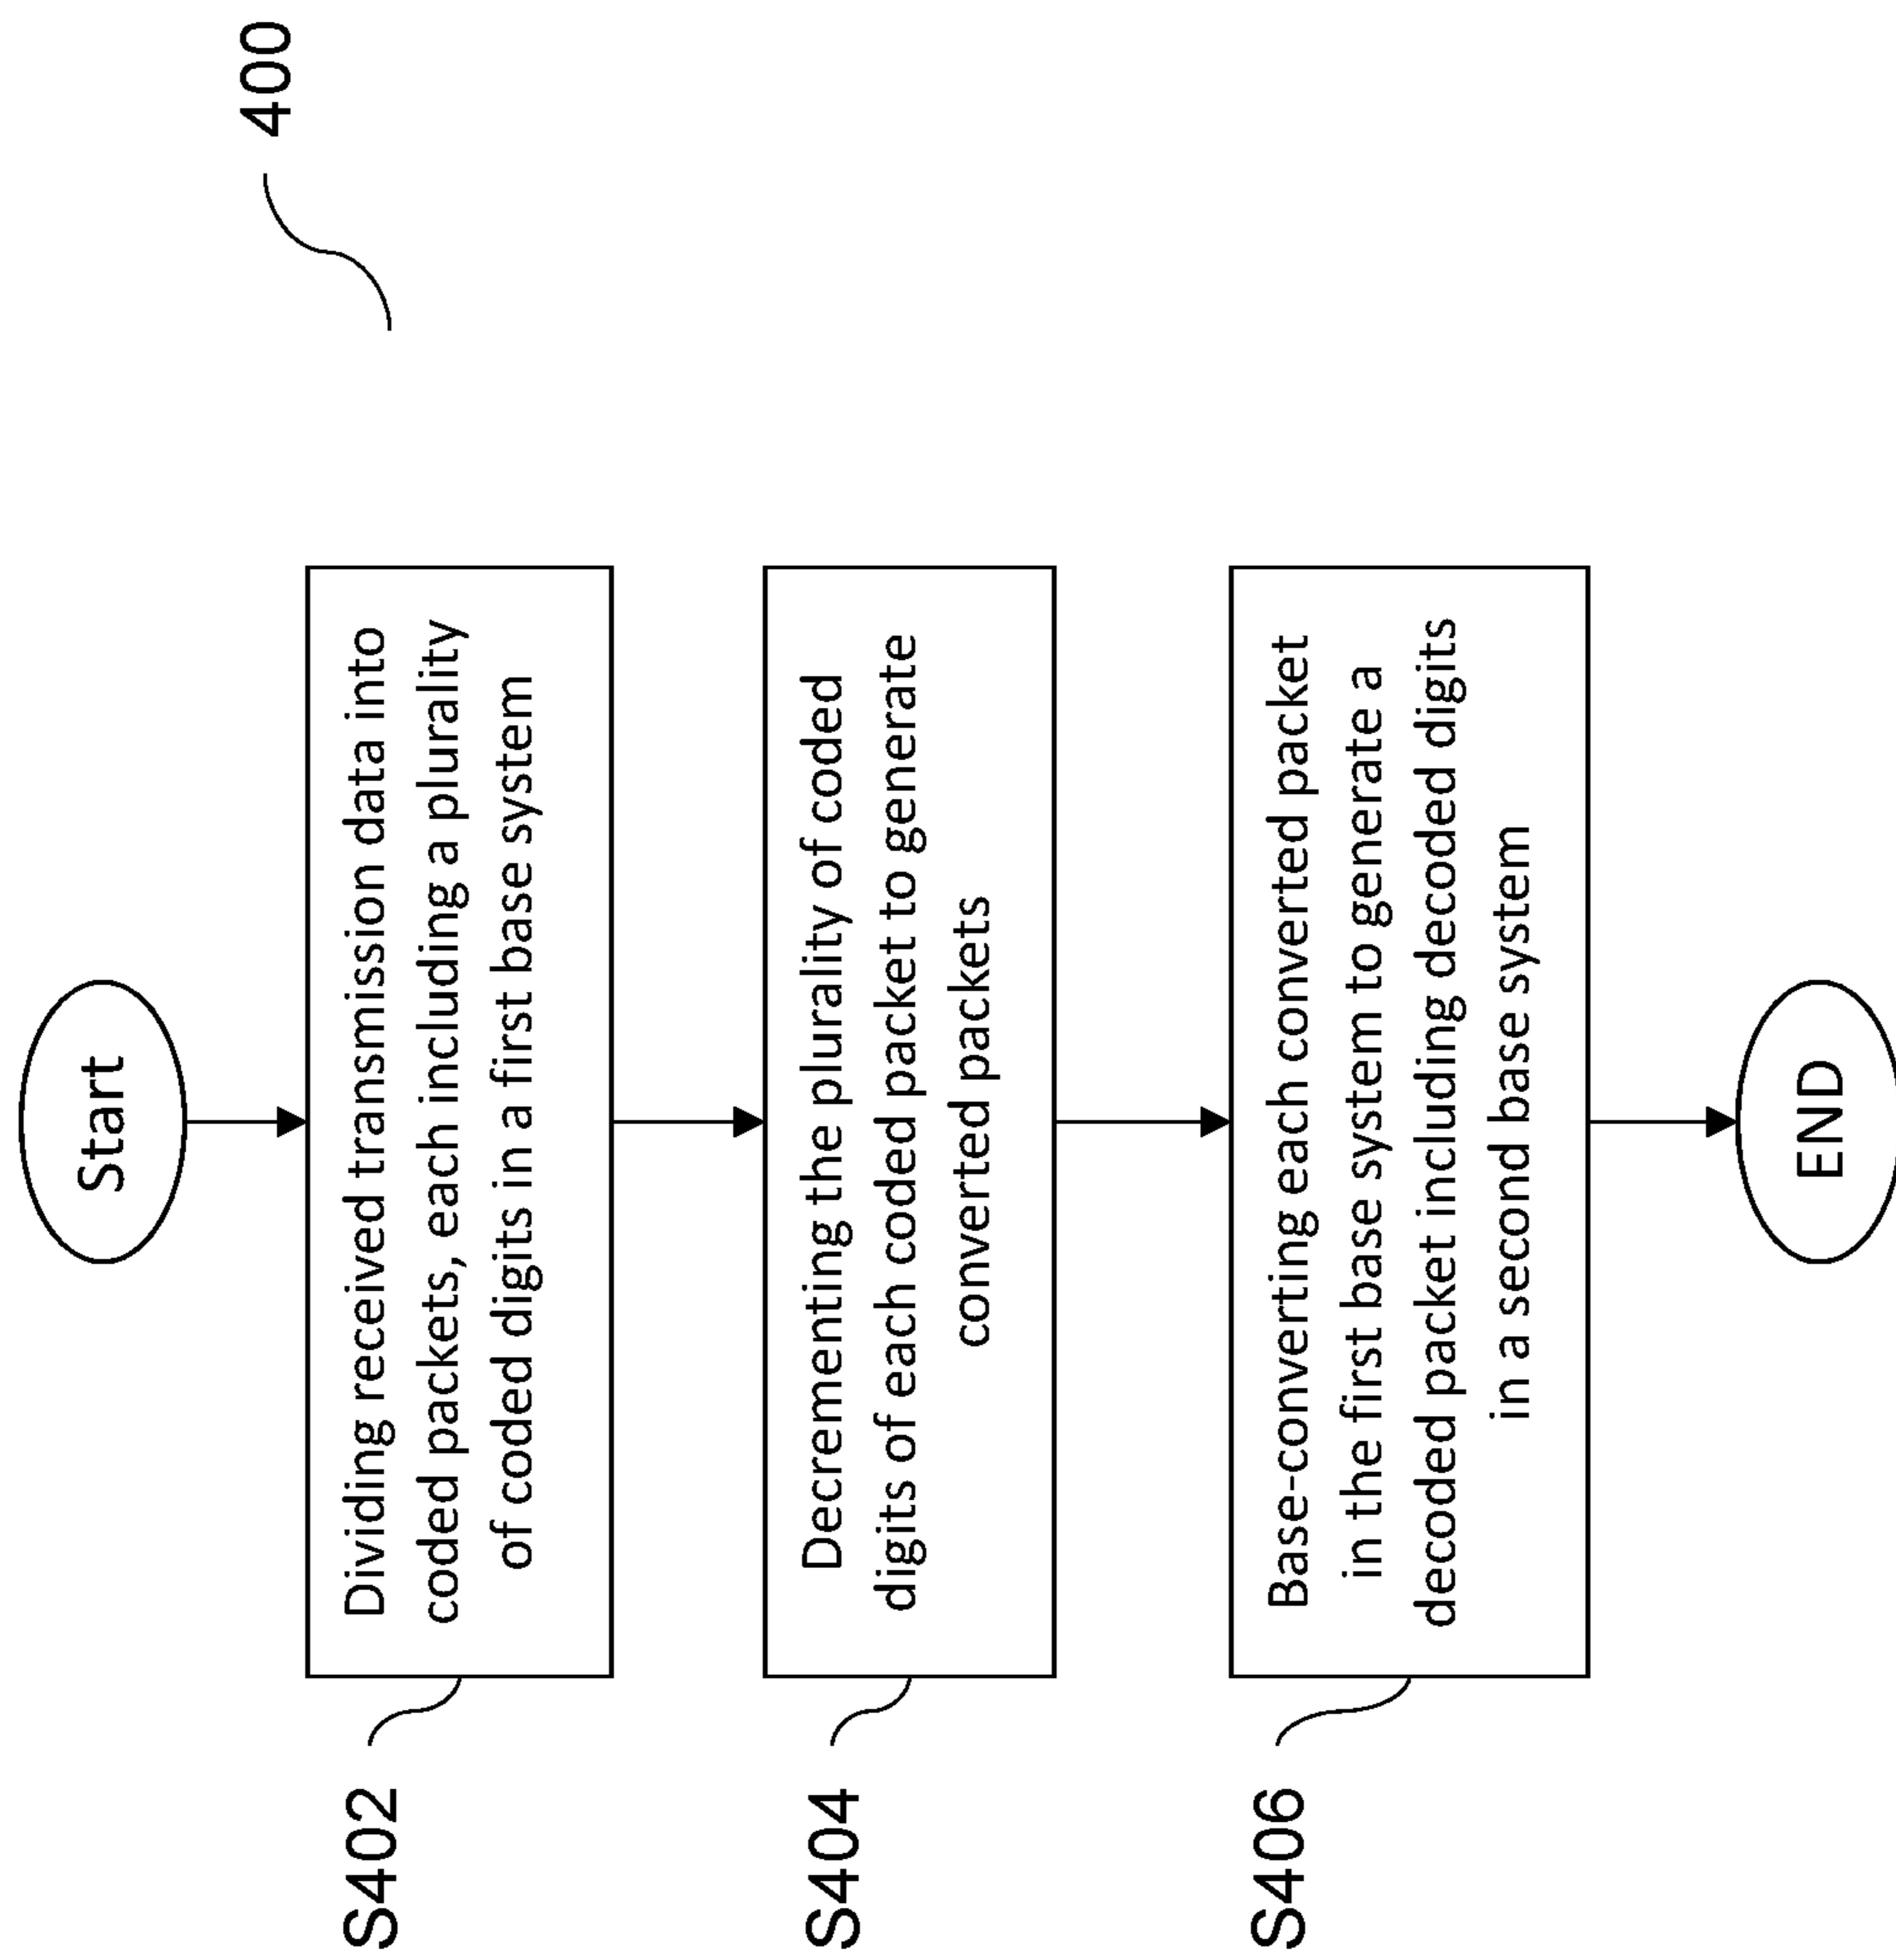 400
Start
S402
Dividing received transmission data into
coded packets, each including a plurality
of coded digits in a first base system
S404
Decrementing the plurality of coded
digits of each coded packet to generate
converted packets
S406
Base-converting each converted packet
in the first base system to generate a
decoded packet including decoded digits
in a second base system
END